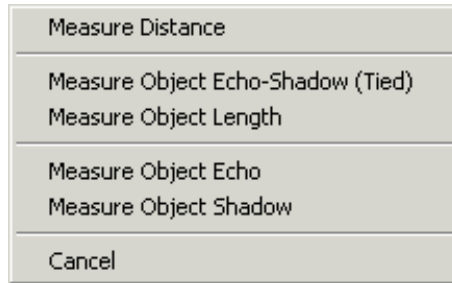 Measure Distance
Measure Object Echo-Shadow (Tied)
Measure Object Length
Measure Object Echo
Measure Object Shadow
Cancel